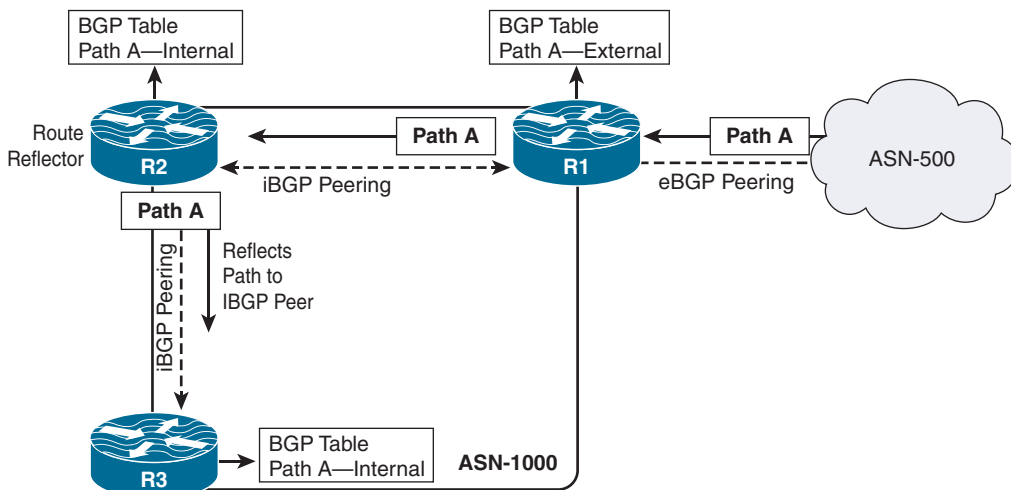 BGP Table
Path A—Internal
BGP Table
Path A—External
Route
Reflector
R2
Path A
iBGP Peering
R1
Path A
eBGP Peering
ASN-500
Path A
iBGP Peering
Reflects
Path to
IBGP Peer
R3
BGP Table
Path A—Internal
ASN-1000